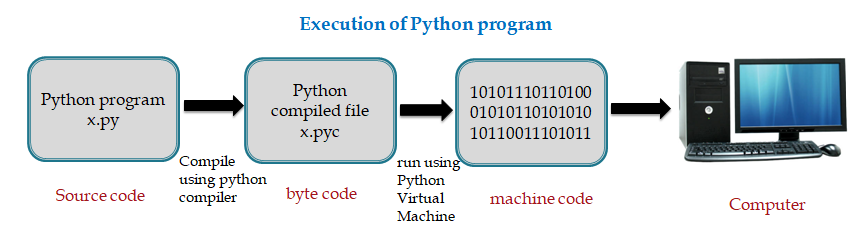 Execution of Python program
Python program
x.py
Source code
Compile
using python
compiler
Python
compiled file
x.pyc
byte code
run using
Python
Virtual
Machine
10101110110100
01010110101010
10110011101011
machine code
Computer